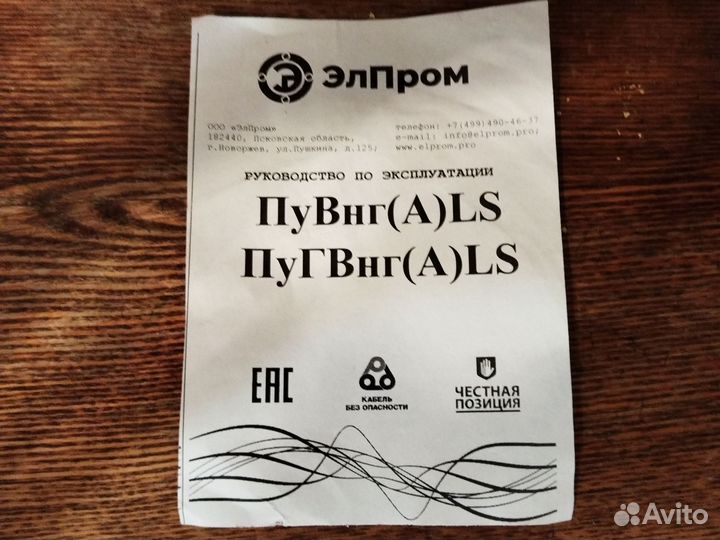 ЭлПром
ООО «ЭлПром»
182440, Псковская область,
г.Новоржев, ул.Пушкина, д.125;
телефон: +7(499)490-46-37
e-mail: info@elprom.pro;
www.elprom.pro
РУКОВОДСТВО ПО ЭКСПЛУАТАЦИИ
ПуВнг(А)LS
ПуГВнг(А)LS
ЕАС
КАБЕЛЬ
БЕЗ ОПАСНОСТИ
ЧЕСТНАЯ
ПОЗИЦИЯ
Avito